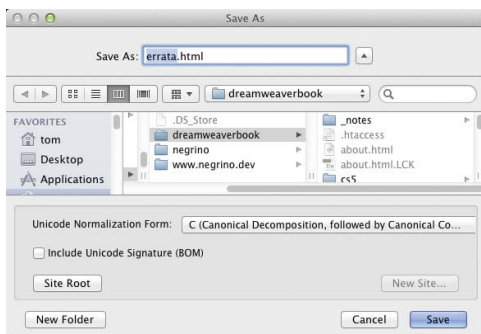 Save As
Save As: errata.html
dreamweaverbook
FAVORITES
tom
Desktop
Applications
.DS_Store
dreamweaverbook
negrino
www.negrino.dev
_notes
.htaccess
about.html
about.html.LCK
cs5
Unicode Normalization Form: C (Canonical Decomposition, followed by Canonical Co...
Include Unicode Signature (BOM)
Site Root New Site...
New Folder Cancel Save